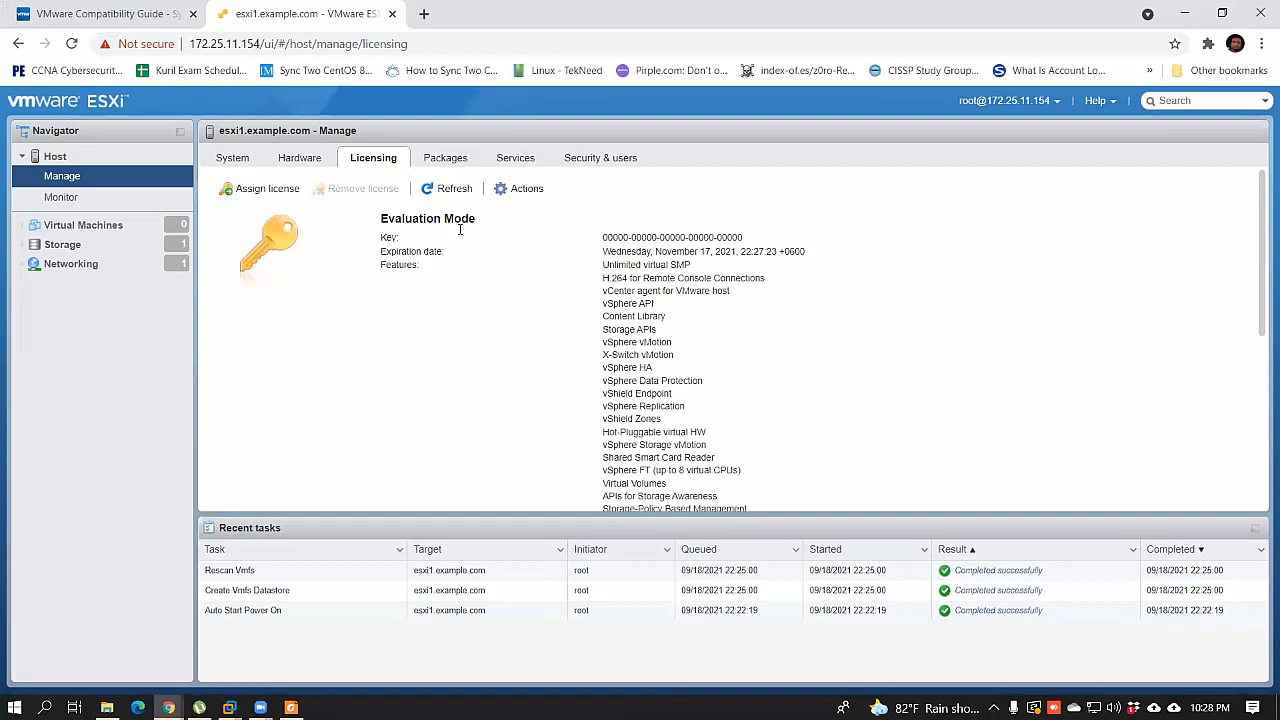 VMware Compatibility Guide - Sy
esxi1.example.com - VMware ES
Not secure
172.25.11.154/ui/#/host/manage/licensing
CCNA Cybersecurit...
Kuril Exam Schedul...
Sync Two CentOS 8...
How to Sync Two C...
Linux - TekNeed
Pirple.com: Don't o...
index-of.es/z0ro-Re...
CISSP Study Group...
What Is Account Lo...
»
Other bookmarks
vmware ESXi™
root@172.25.11.154
Help
Search
Navigator
esxi1.example.com - Manage
Host
Manage
Monitor
Virtual Machines 0
Storage 1
Networking 1
System
Hardware
Licensing
Packages
Services
Security & users
Assign license
Remove license
Refresh
Actions
Evaluation Mode
Key: 00000-00000-00000-00000-00000
Expiration date: Wednesday, November 17, 2021, 22:27:23 +0600
Features: Unlimited virtual SMP
H.264 for Remote Console Connections
vCenter agent for VMware host
vSphere API
Content Library
Storage APIs
vSphere vMotion
X-Switch vMotion
vSphere HA
vSphere Data Protection
vShield Endpoint
vSphere Replication
vShield Zones
Hot-Pluggable virtual HW
vSphere Storage vMotion
Shared Smart Card Reader
vSphere FT (up to 8 virtual CPUs)
Virtual Volumes
APIs for Storage Awareness
Storage-Policy Based Management
Recent tasks
Task Target Initiator Queued Started Result ▲ Completed ▼
Rescan Vmfs esxi1.example.com root 09/18/2021 22:25:00 09/18/2021 22:25:00 Completed successfully 09/18/2021 22:25:00
Create Vmfs Datastore esxi1.example.com root 09/18/2021 22:25:00 09/18/2021 22:25:00 Completed successfully 09/18/2021 22:25:00
Auto Start Power On esxi1.example.com root 09/18/2021 22:22:19 09/18/2021 22:22:19 Completed successfully 09/18/2021 22:22:19
82°F Rain sho...
10:28 PM